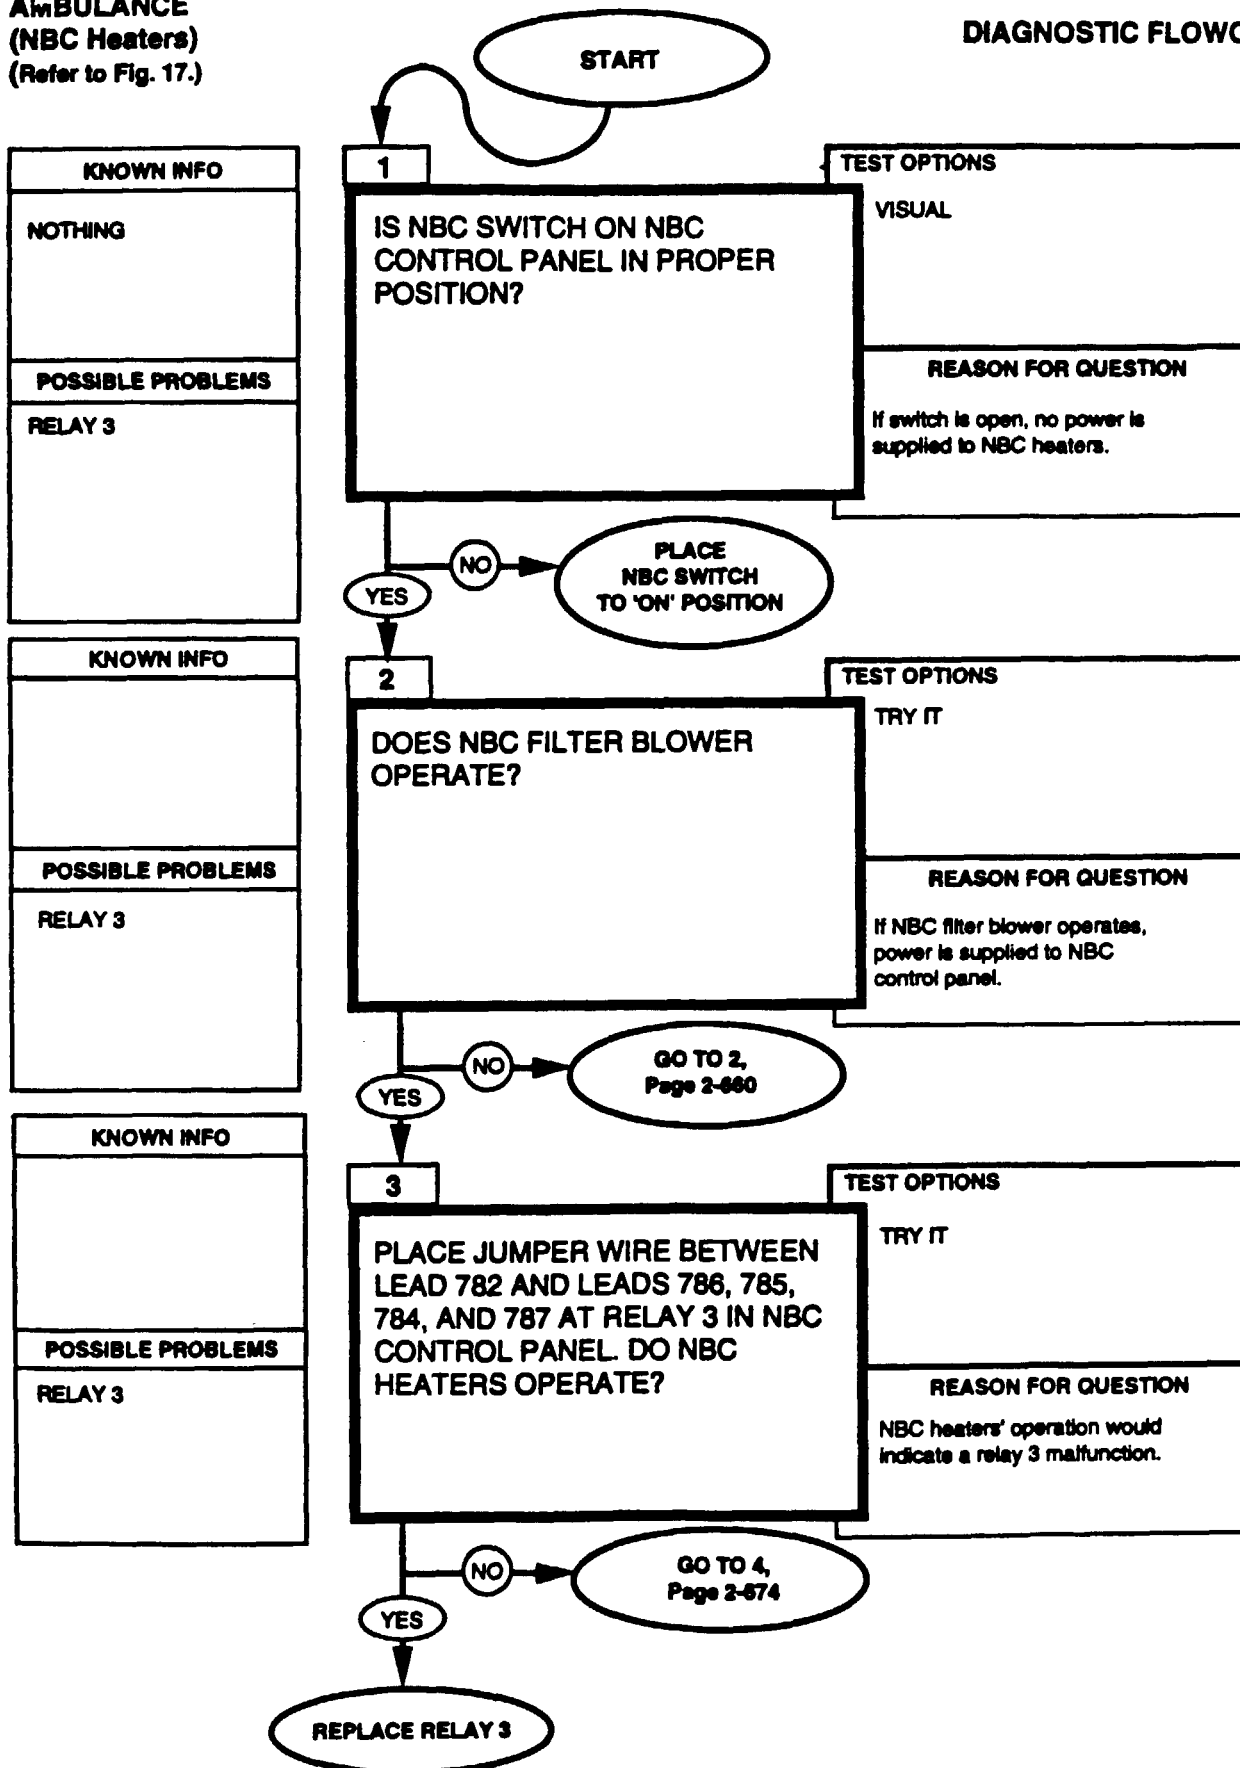 AMBULANCE
(NBC Heaters)
(Refer to Fig. 17.)
DIAGNOSTIC FLOWC
START
KNOWN INFO
NOTHING
POSSIBLE PROBLEMS
RELAY 3
1
IS NBC SWITCH ON NBC
CONTROL PANEL IN PROPER
POSITION?
TEST OPTIONS
VISUAL
REASON FOR QUESTION
If switch is open, no power is
supplied to NBC heaters.
NO
PLACE
NBC SWITCH
TO 'ON' POSITION
YES
KNOWN INFO
POSSIBLE PROBLEMS
RELAY 3
2
DOES NBC FILTER BLOWER
OPERATE?
TEST OPTIONS
TRY IT
REASON FOR QUESTION
If NBC filter blower operates,
power is supplied to NBC
control panel.
NO
GO TO 2,
Page 2-660
YES
KNOWN INFO
POSSIBLE PROBLEMS
RELAY 3
3
PLACE JUMPER WIRE BETWEEN
LEAD 782 AND LEADS 786, 785,
784, AND 787 AT RELAY 3 IN NBC
CONTROL PANEL. DO NBC
HEATERS OPERATE?
TEST OPTIONS
TRY IT
REASON FOR QUESTION
NBC heaters' operation would
indicate a relay 3 malfunction.
NO
GO TO 4,
Page 2-674
YES
REPLACE RELAY 3